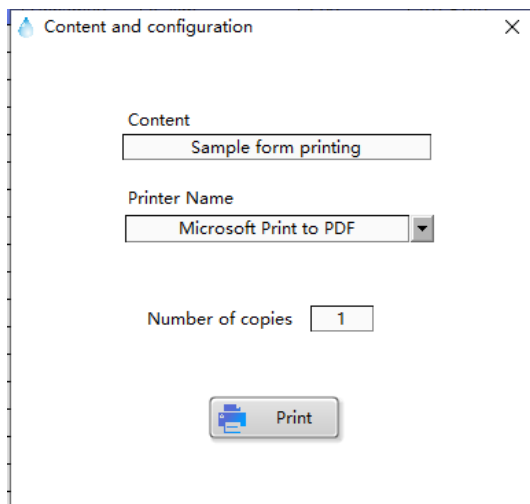 Content and configuration
Content
Sample form printing
Printer Name
Microsoft Print to PDF
Number of copies 1
Print